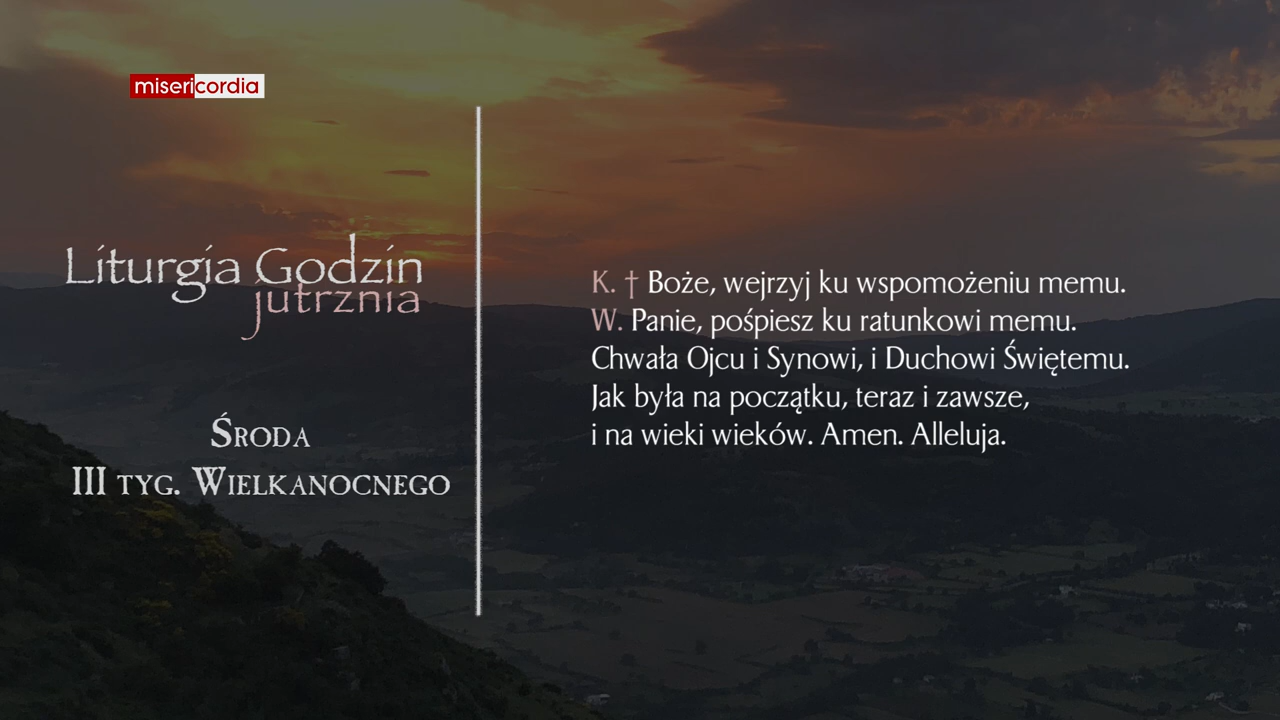 misericordia
Liturgia Godzin
jutrznia
Środa
III tyg. Wielkanocnego
K. † Boże, wejrzyj ku wspomożeniu memu.
W. Panie, pośpiesz ku ratunkowi memu.
Chwała Ojcu i Synowi, i Duchowi Świętemu.
Jak była na początku, teraz i zawsze,
i na wieki wieków. Amen. Alleluja.